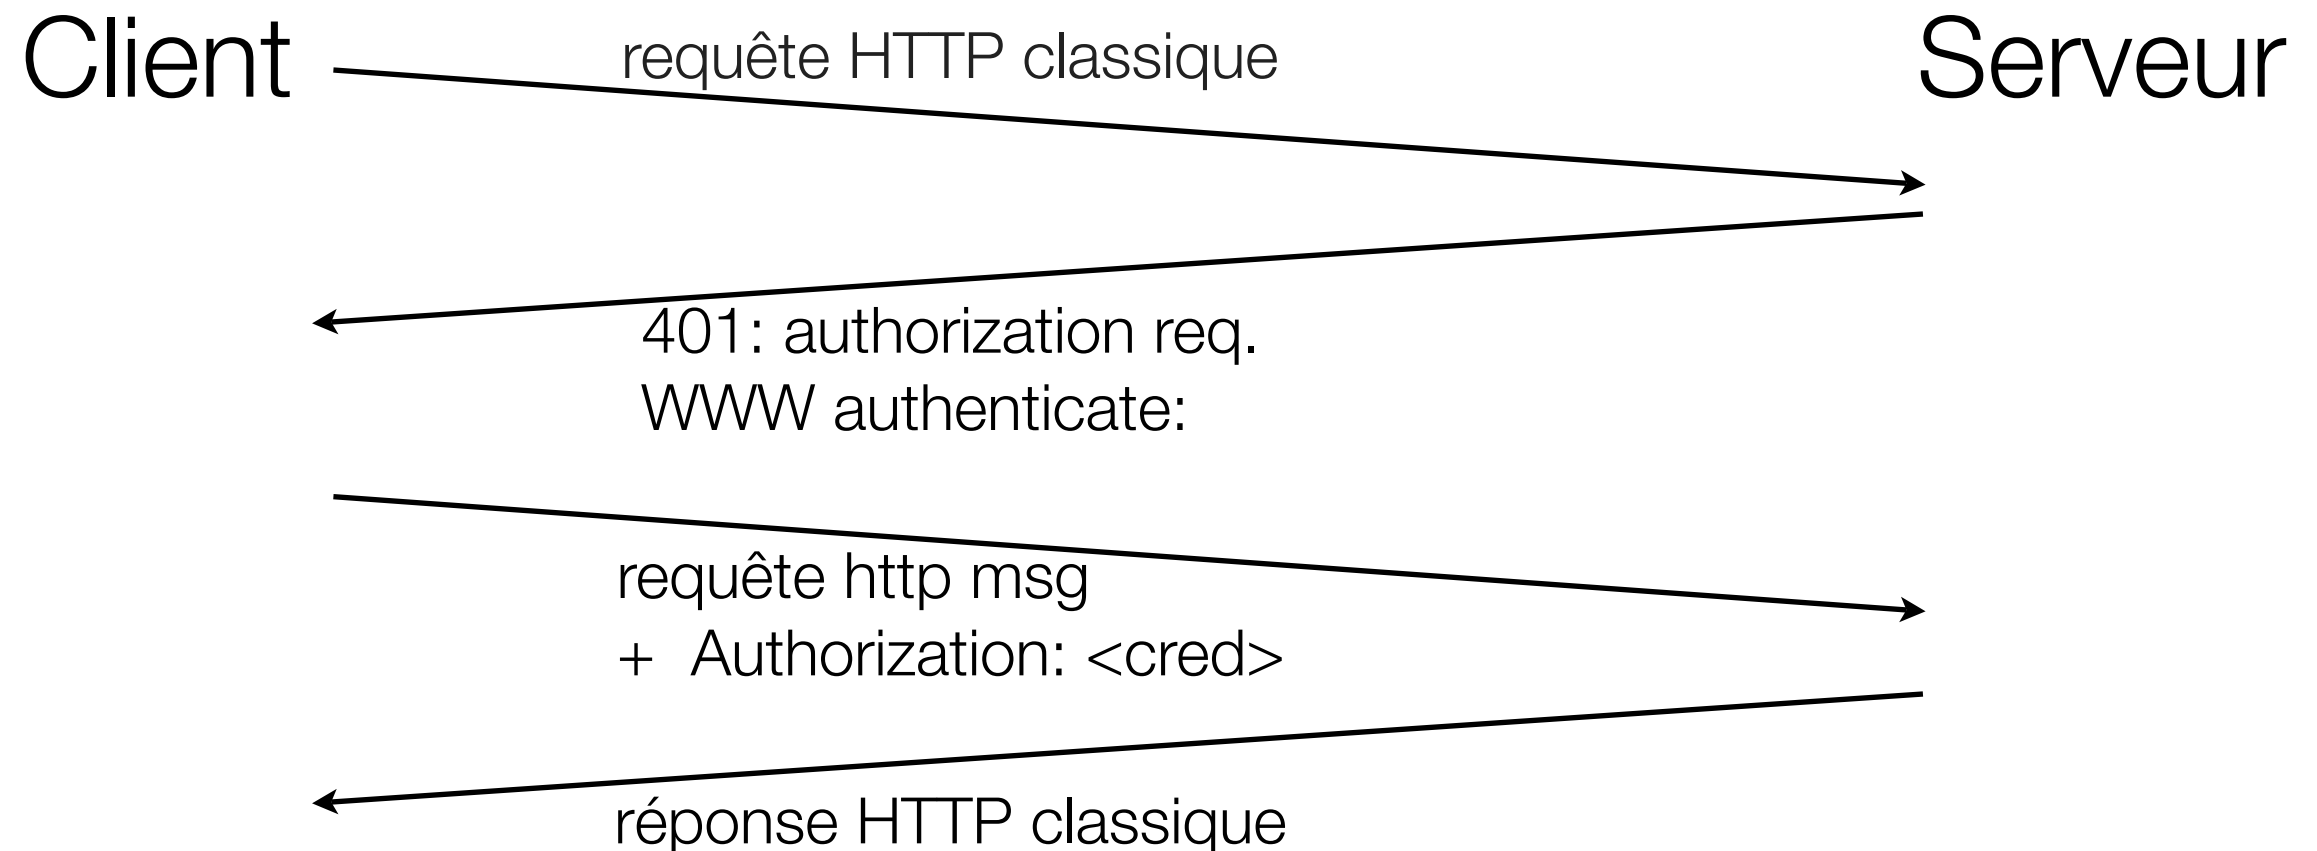 Client
requête HTTP classique
Serveur
401: authorization req.
WWW authenticate:
requête http msg
+ Authorization: <cred>
réponse HTTP classique